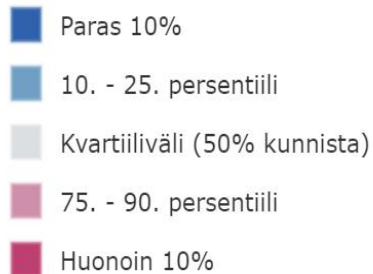 Paras 10%
10. - 25. persentiili
Kvartiiliväli (50% kunnista)
75. - 90. persentiili
Huonoin 10%